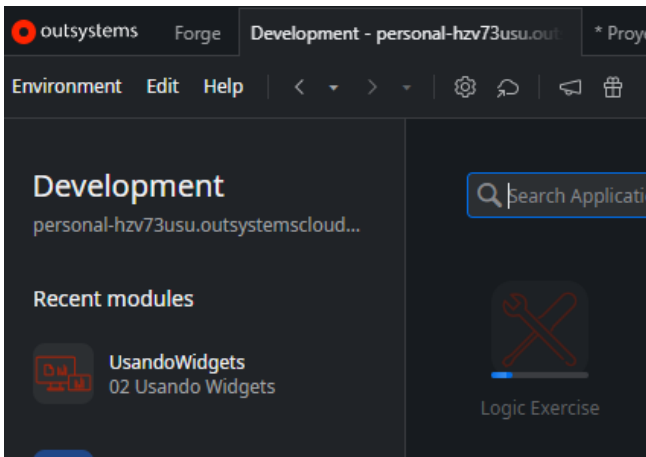 outsystems
Forge
Development - personal-hzv73usu.out
* Proye
Environment Edit Help
Development
personal-hzv73usu.outsystemscloud...
Search Applicati
Recent modules
UsandoWidgets
02 Usando Widgets
Logic Exercise